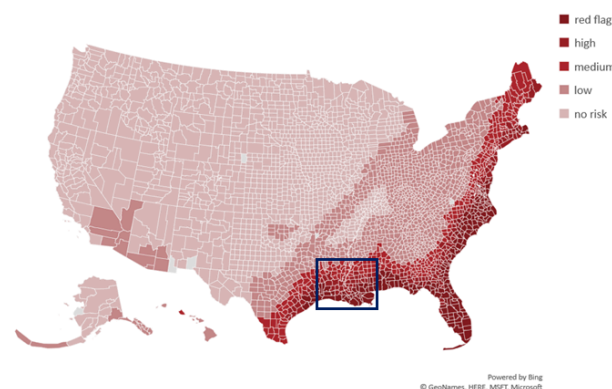 red flag
high
medium
low
no risk
Powered by Bing
© GeoNames, HERE, MSFT, Microsoft